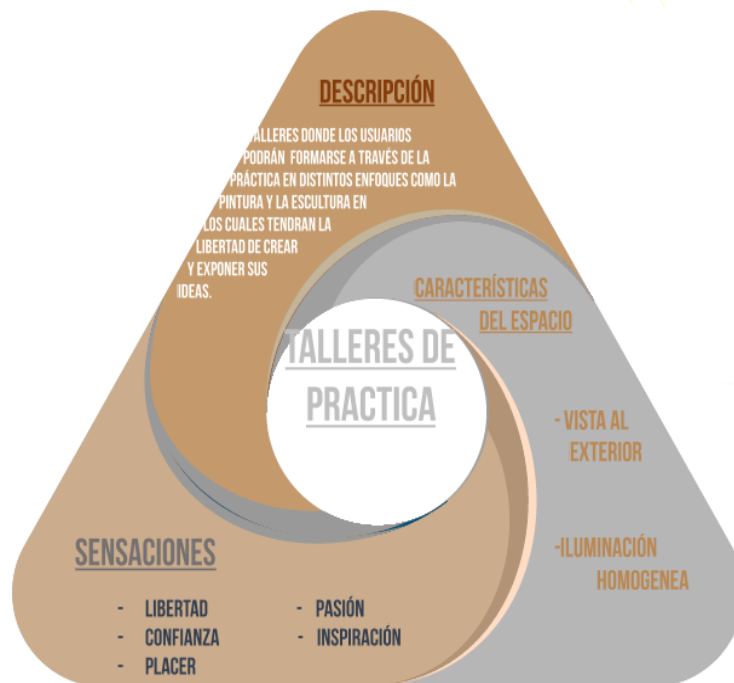 DESCRIPCIÓN
TALLERES DONDE LOS USUARIOS
PODRÁN FORMARSE A TRAVÉS DE LA
PRÁCTICA EN DISTINTOS ENFOQUES COMO LA
PINTURA Y LA ESCULTURA EN
LOS CUALES TENDRAN LA
LIBERTAD DE CREAR
Y EXPONER SUS
IDEAS.
CARACTERÍSTICAS
DEL ESPACIO
- VISTA AL
EXTERIOR
-ILUMINACIÓN
HOMOGENEA
TALLERES DE
PRACTICA
SENSACIONES
- LIBERTAD
- CONFIANZA
- PLACER
- PASIÓN
- INSPIRACIÓN